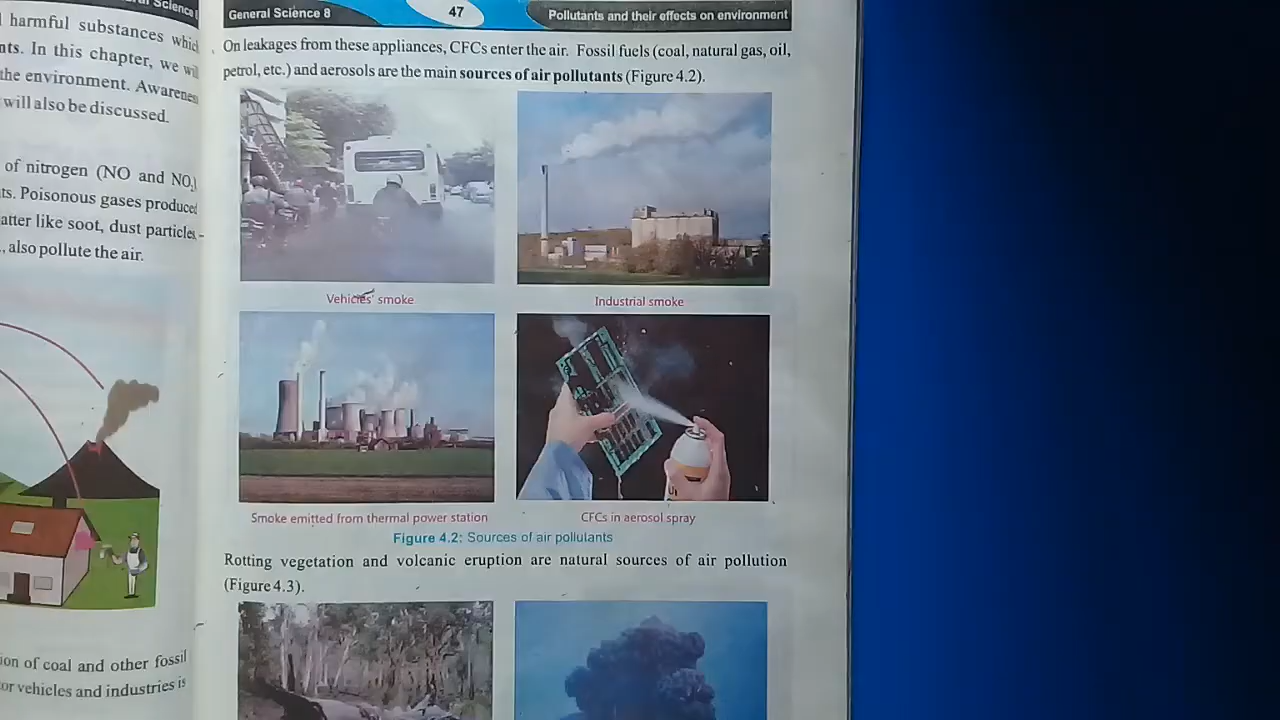 harmful substances which
nts. In this chapter, we will
the environment. Awareness
will also be discussed.
of nitrogen (NO and NO₂)
ts. Poisonous gases produced
atter like soot, dust particles,
, also pollute the air.
ion of coal and other fossil
or vehicles and industries is
General Science 8
47
Pollutants and their effects on environment
On leakages from these appliances, CFCs enter the air. Fossil fuels (coal, natural gas, oil,
petrol, etc.) and aerosols are the main sources of air pollutants (Figure 4.2).
Vehicles' smoke
Industrial smoke
Smoke emitted from thermal power station
CFCs in aerosol spray
Figure 4.2: Sources of air pollutants
Rotting vegetation and volcanic eruption are natural sources of air pollution
(Figure 4.3).